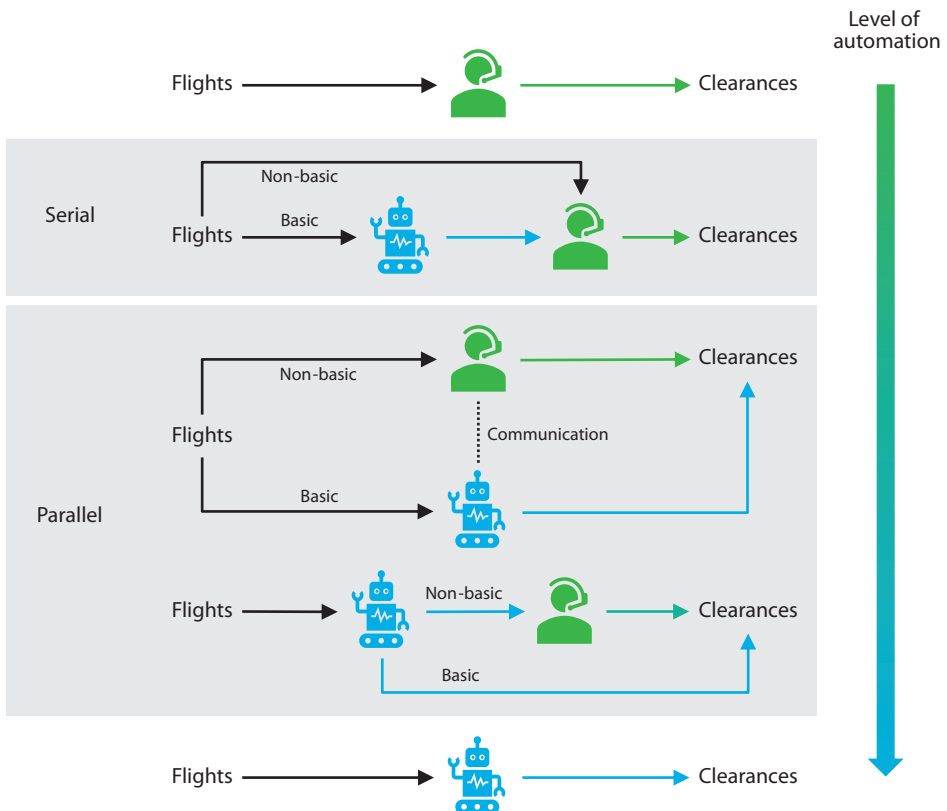 Level of
automation
Flights
Clearances
Serial
Non-basic
Flights
Basic
Clearances
Parallel
Non-basic
Clearances
Flights
Communication
Basic
Flights
Non-basic
Clearances
Basic
Flights
Clearances